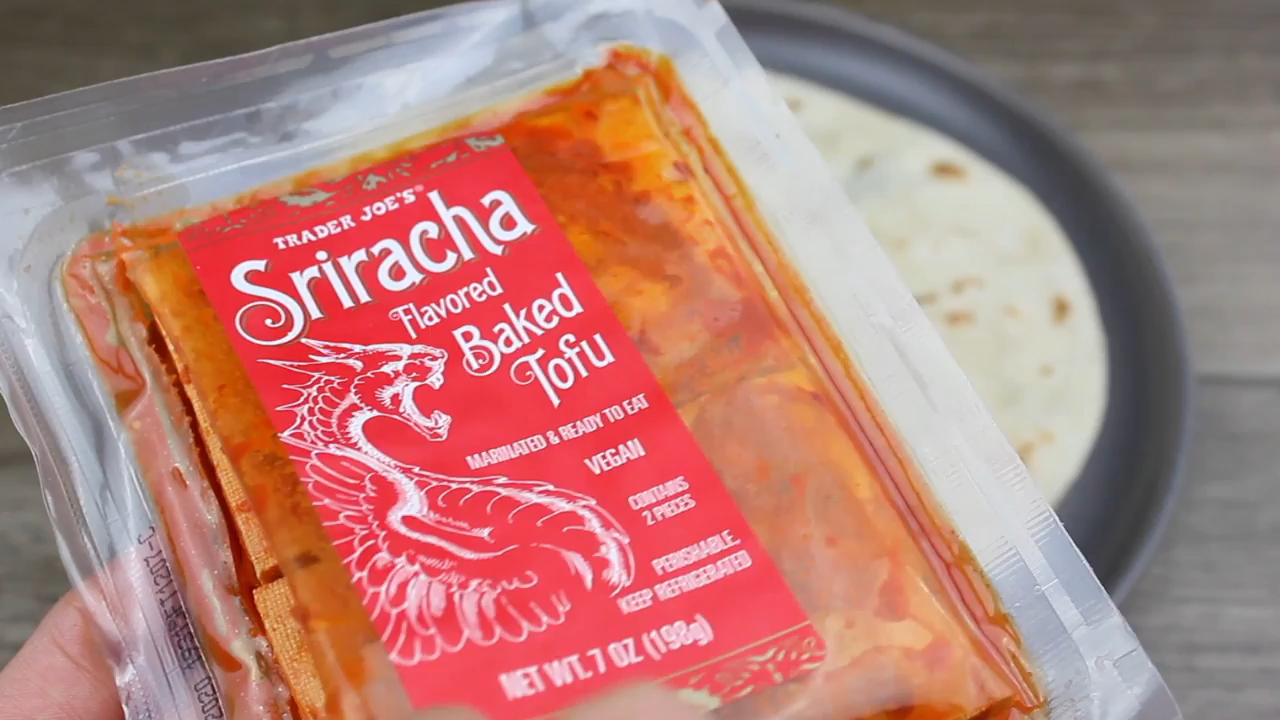 TRADER JOE'S®
Sriracha
Flavored
Baked
Tofu
MARINATED & READY TO EAT
VEGAN
CONTAINS
2 PIECES
PERISHABLE,
KEEP REFRIGERATED
NET WT. 7 OZ (198g)